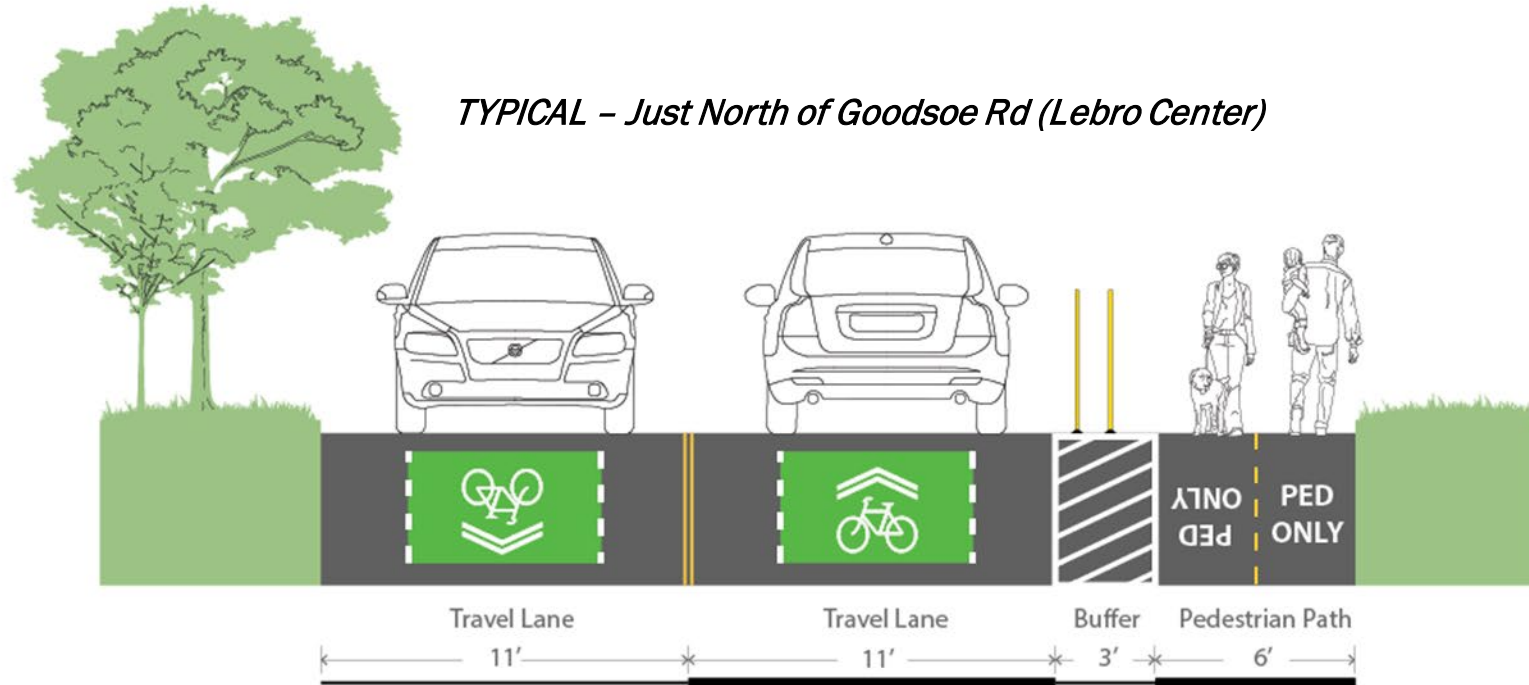 TYPICAL – Just North of Goodsoe Rd (Lebro Center)
PED
ONLY
PED
ONLY
Travel Lane
Travel Lane
Buffer
Pedestrian Path
11’
11’
3’
6’